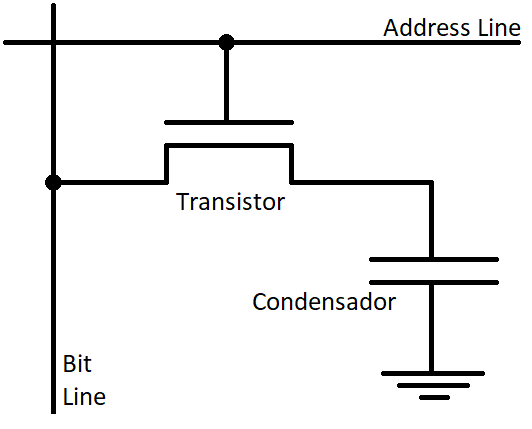 Address Line
Transistor
Condensador
Bit
Line